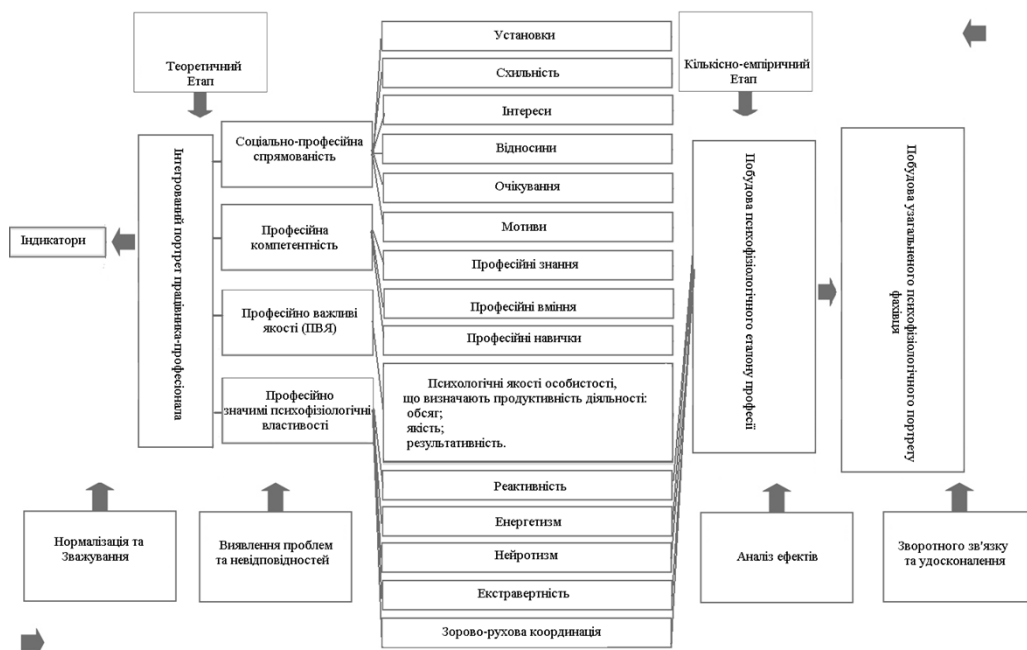 Теоретичний
Етап
Індикатори
Інтегрований портрет працівника-професіонала
Соціально-професійна
спрямованість
Професійна
компетентність
Професійно важливі
якості (ПВЯ)
Професійно
значимі психофізіологічні
властивості
Установки
Схильність
Інтереси
Відносини
Очікування
Мотиви
Професійні знання
Професійні вміння
Професійні навички
Психологічні якості особистості,
що визначають продуктивність діяльності:
обсяг;
якість;
результативність.
Реактивність
Енергетизм
Нейротизм
Екстравертність
Зорово-рухова координація
Кількісно-емпіричний
Етап
Побудова психофізіологічного еталону професії
Побудова узагальненого психофізіологічного портрету
фахівця
Нормалізація та
Зважування
Виявлення проблем
та невідповідностей
Аналіз ефектів
Зворотного зв'язку
та удосконалення